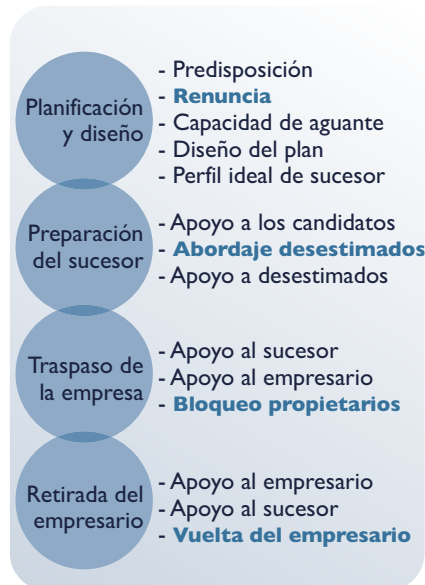 Planificación
y diseño
- Predisposición
- Renuncia
- Capacidad de aguante
- Diseño del plan
- Perfil ideal de sucesor
Preparación
del sucesor
- Apoyo a los candidatos
- Abordaje desestimados
- Apoyo a desestimados
Traspaso de
la empresa
- Apoyo al sucesor
- Apoyo al empresario
- Bloqueo propietarios
Retirada del
empresario
- Apoyo al empresario
- Apoyo al sucesor
- Vuelta del empresario